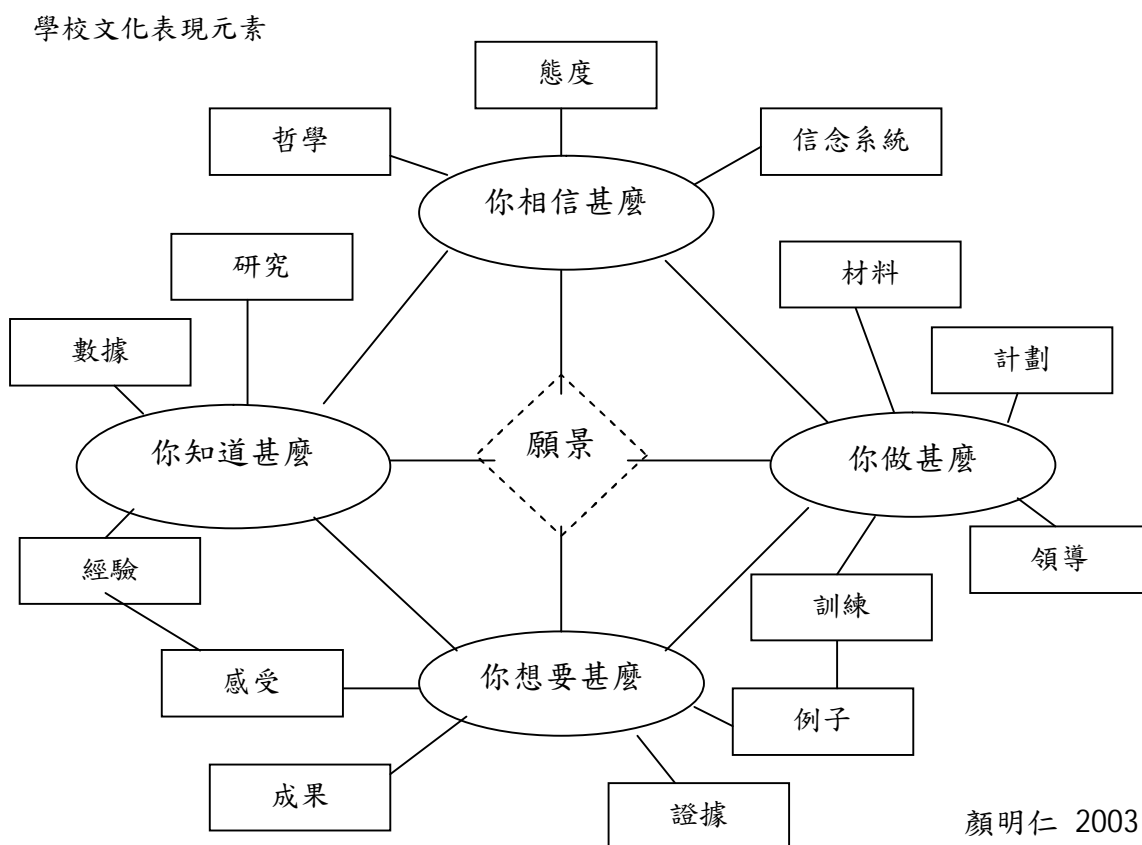 學校文化表現元素
態度
哲學
信念系統
你相信甚麼
研究
材料
數據
計劃
你知道甚麼
願景
你做甚麼
經驗
領導
訓練
感受
你想要甚麼
例子
成果
證據
顏明仁 2003